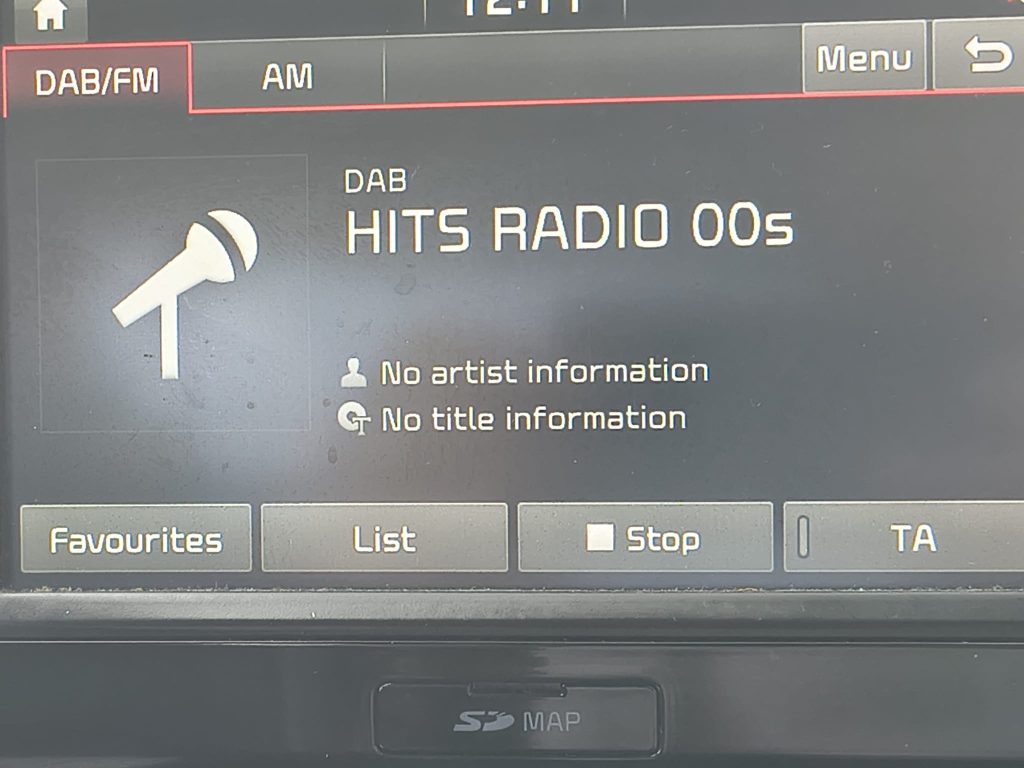 DAB/FM
AM
Menu
DAB
HITS RADIO 00s
No artist information
No title information
Favourites
List
Stop
TA
SD MAP